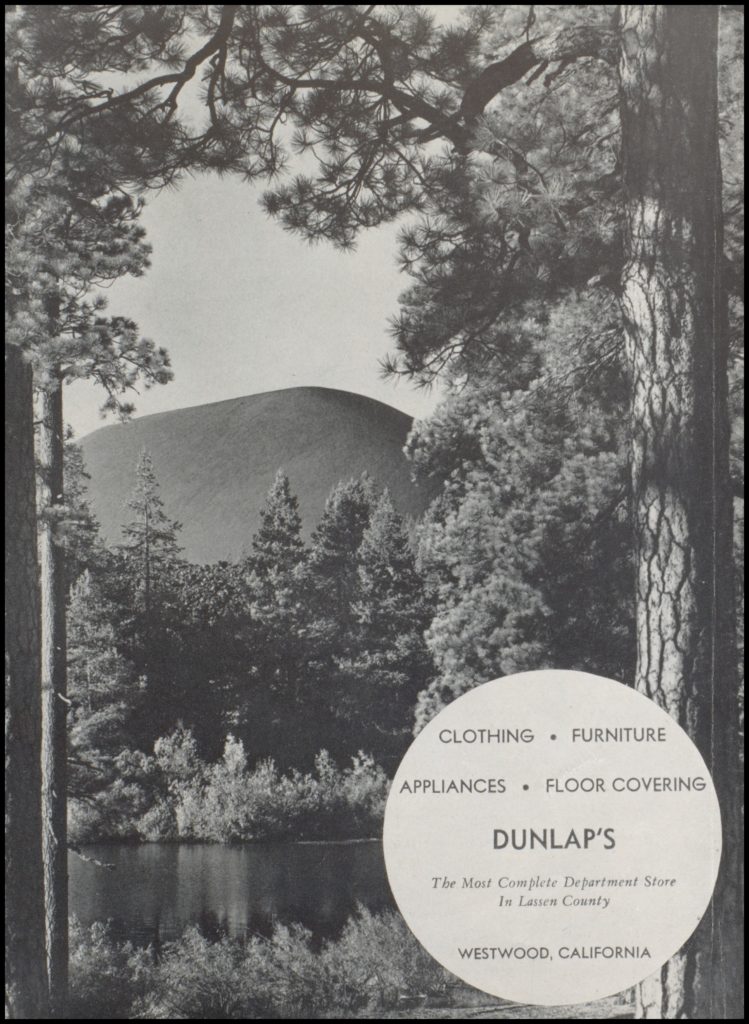 CLOTHING • FURNITURE
APPLIANCES • FLOOR COVERING
DUNLAP'S
The Most Complete Department Store
In Lassen County
WESTWOOD, CALIFORNIA